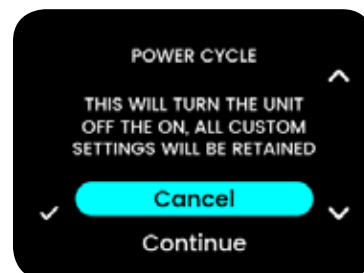 POWER CYCLE
THIS WILL TURN THE UNIT
OFF THE ON, ALL CUSTOM
SETTINGS WILL BE RETAINED
Cancel
Continue